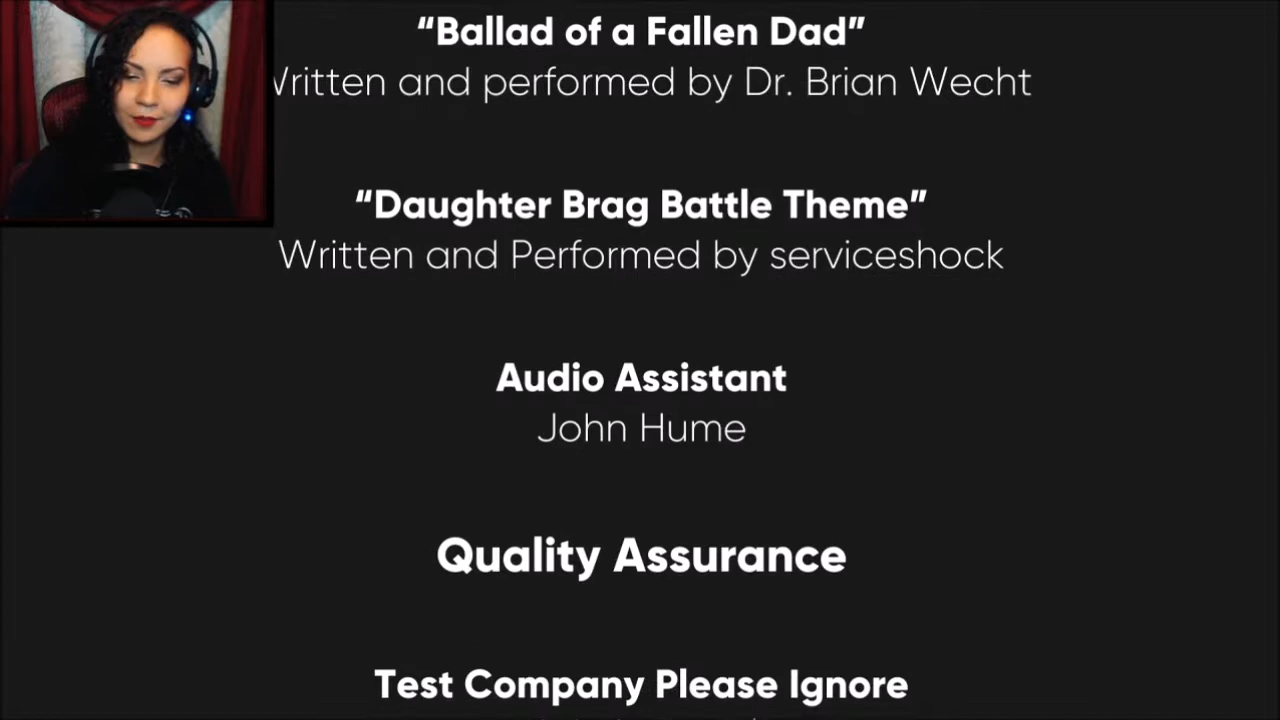 “Ballad of a Fallen Dad”
Written and performed by Dr. Brian Wecht
“Daughter Brag Battle Theme”
Written and Performed by serviceshock
Audio Assistant
John Hume
Quality Assurance
Test Company Please Ignore